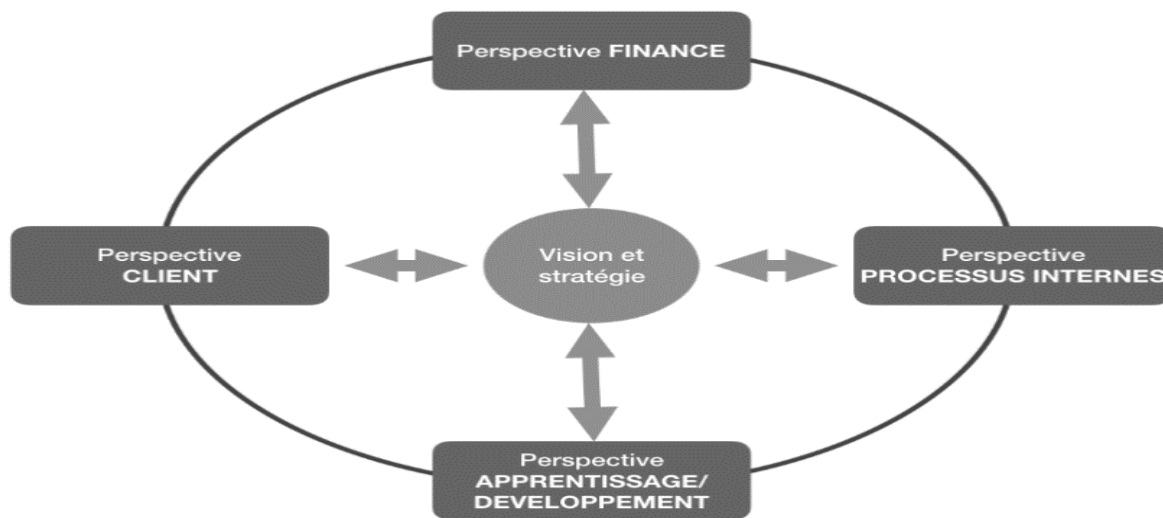 Perspective FINANCE
Perspective
CLIENT
Vision et
stratégie
Perspective
PROCESSUS INTERNES
Perspective
APPRENTISSAGE/
DEVELOPPEMENT